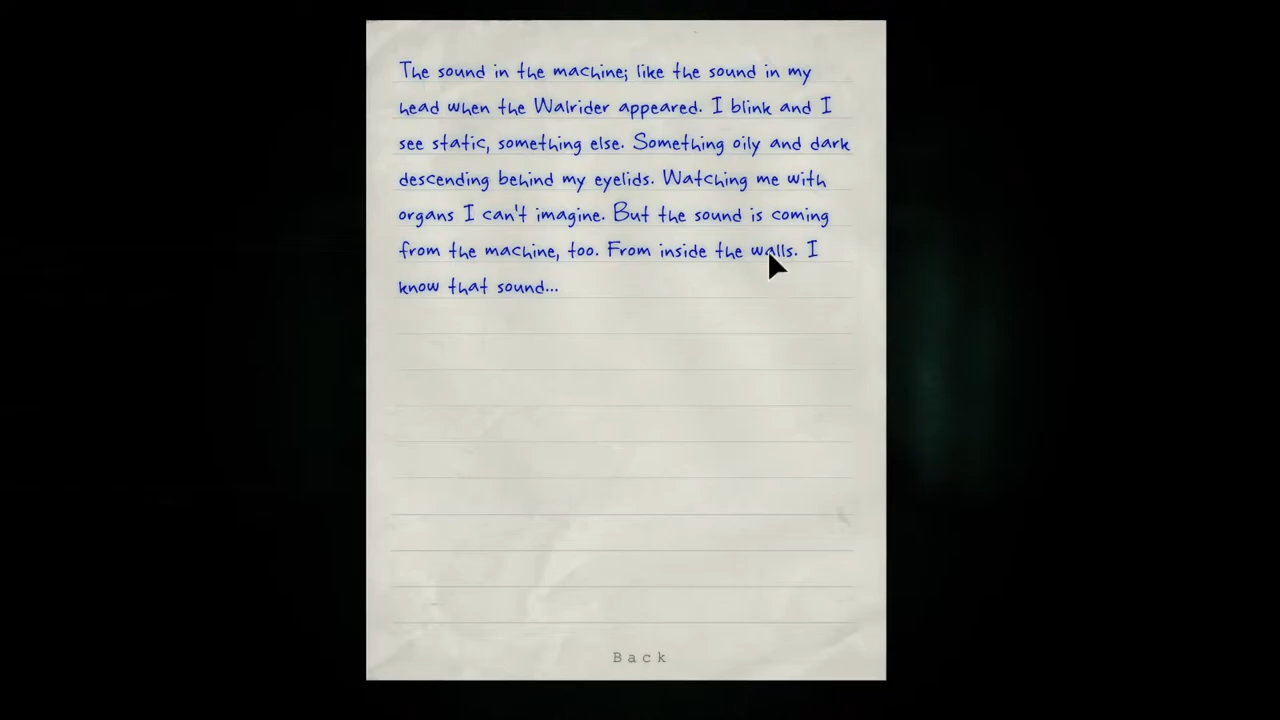 The sound in the machine; like the sound in my
head when the Walrider appeared. I blink and I
see static, something else. Something oily and dark
descending behind my eyelids. Watching me with
organs I can't imagine. But the sound is coming
from the machine, too. From inside the walls. I
know that sound...
Back